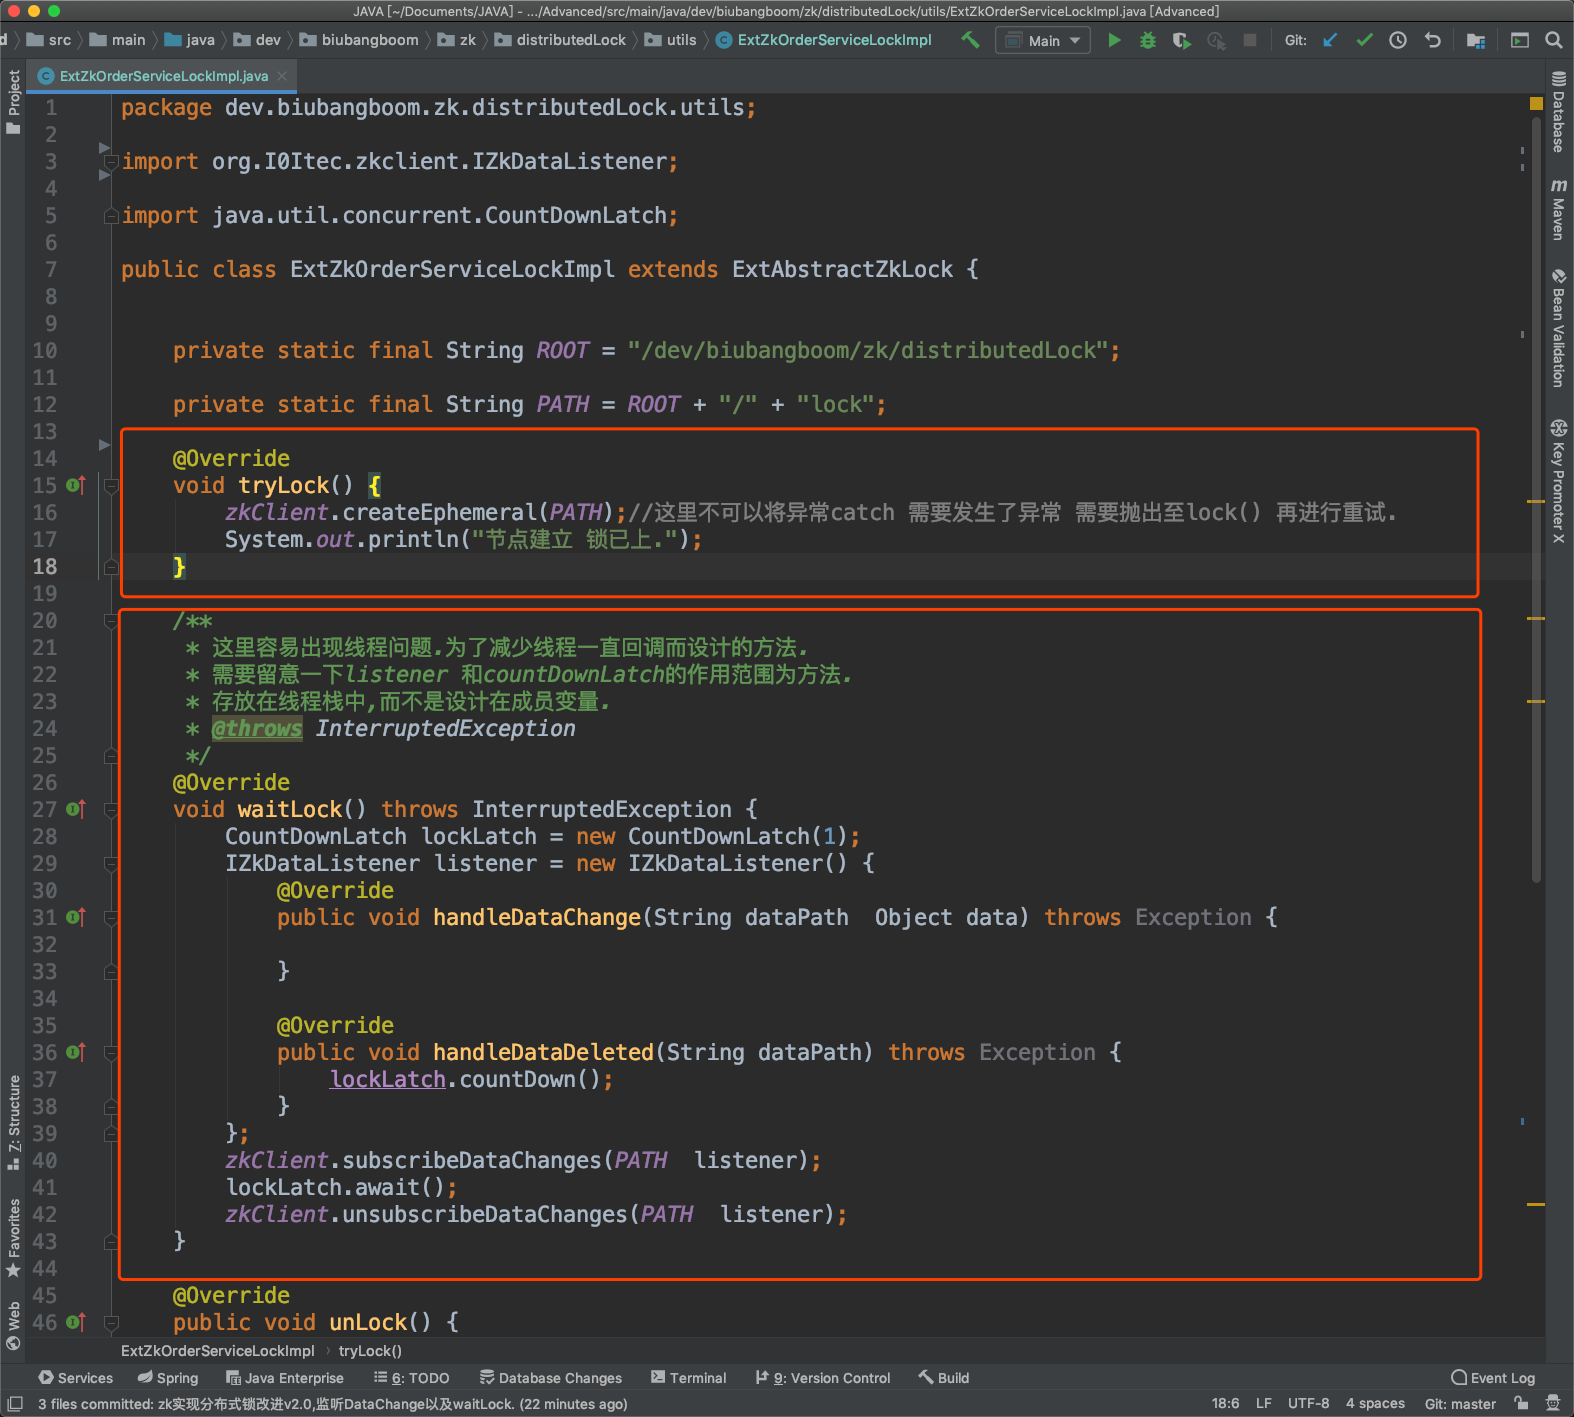 JAVA [~/Documents/JAVA] - .../Advanced/src/main/java/dev/biubangboom/zk/distributedLock/utils/ExtZkOrderServiceLockImpl.java [Advanced]
d src main java dev biubangboom zk distributedLock utils ExtZkOrderServiceLockImpl Main Git:
ExtZkOrderServiceLockImpl.java
Project
1 package dev.biubangboom.zk.distributedLock.utils;
2
3 import org.I0Itec.zkclient.IZkDataListener;
4
5 import java.util.concurrent.CountDownLatch;
6
7 public class ExtZkOrderServiceLockImpl extends ExtAbstractZkLock {
8
9
10 private static final String ROOT = "/dev/biubangboom/zk/distributedLock";
11
12 private static final String PATH = ROOT + "/" + "lock";
13
14 @Override
15 void tryLock() {
16 zkClient.createEphemeral(PATH);//这里不可以将异常catch 需要发生了异常 需要抛出至lock() 再进行重试.
17 System.out.println("节点建立 锁已上.");
18 }
19
20 /**
21 * 这里容易出现线程问题.为了减少线程一直回调而设计的方法.
22 * 需要留意一下listener 和countDownLatch的作用范围为方法.
23 * 存放在线程栈中,而不是设计在成员变量.
24 * @throws InterruptedException
25 */
26 @Override
27 void waitLock() throws InterruptedException {
28 CountDownLatch lockLatch = new CountDownLatch(1);
29 IZkDataListener listener = new IZkDataListener() {
30 @Override
31 public void handleDataChange(String dataPath Object data) throws Exception {
32
33 }
34
35 @Override
36 public void handleDataDeleted(String dataPath) throws Exception {
37 lockLatch.countDown();
38 }
39 };
40 zkClient.subscribeDataChanges(PATH listener);
41 lockLatch.await();
42 zkClient.unsubscribeDataChanges(PATH listener);
43 }
44
45 @Override
46 public void unLock() {
Z: Structure
Favorites
Web
Database
m Maven
Bean Validation
Key Promoter X
ExtZkOrderServiceLockImpl tryLock()
Services Spring Java Enterprise 6: TODO Database Changes Terminal 9: Version Control Build Event Log
3 files committed: zk实现分布式锁改进v2.0,监听DataChange以及waitLock. (22 minutes ago) 18:6 LF UTF-8 4 spaces Git: master